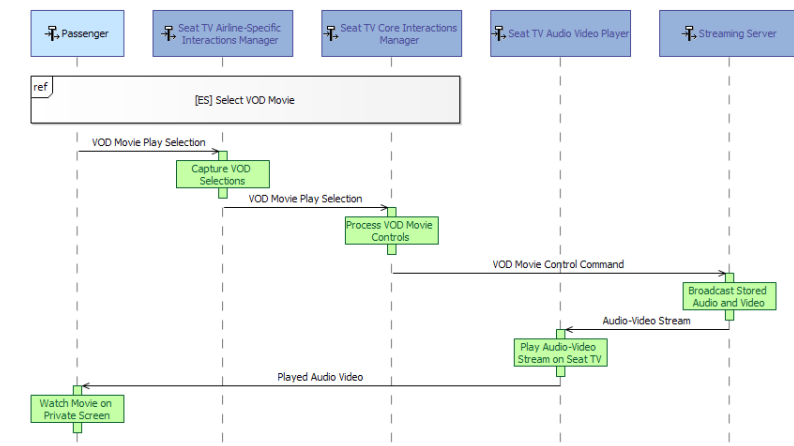 Passenger
Seat TV Airline-Specific
Interactions Manager
Seat TV Core Interactions
Manager
Seat TV Audio Video Player
Streaming Server
ref
[ES] Select VOD Movie
VOD Movie Play Selection
Capture VOD
Selections
VOD Movie Play Selection
Process VOD Movie
Controls
VOD Movie Control Command
Broadcast Stored
Audio and Video
Audio-Video Stream
Play Audio-Video
Stream on Seat TV
Played Audio Video
Watch Movie on
Private Screen